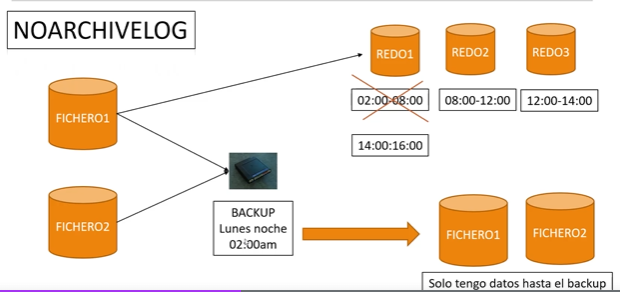 NOARCHIVELOG
REDO1
REDO2
REDO3
02:00-08:00
08:00-12:00
12:00-14:00
14:00:16:00
FICHERO1
FICHERO2
BACKUP
Lunes noche
02:00am
FICHERO1
FICHERO2
Solo tengo datos hasta el backup